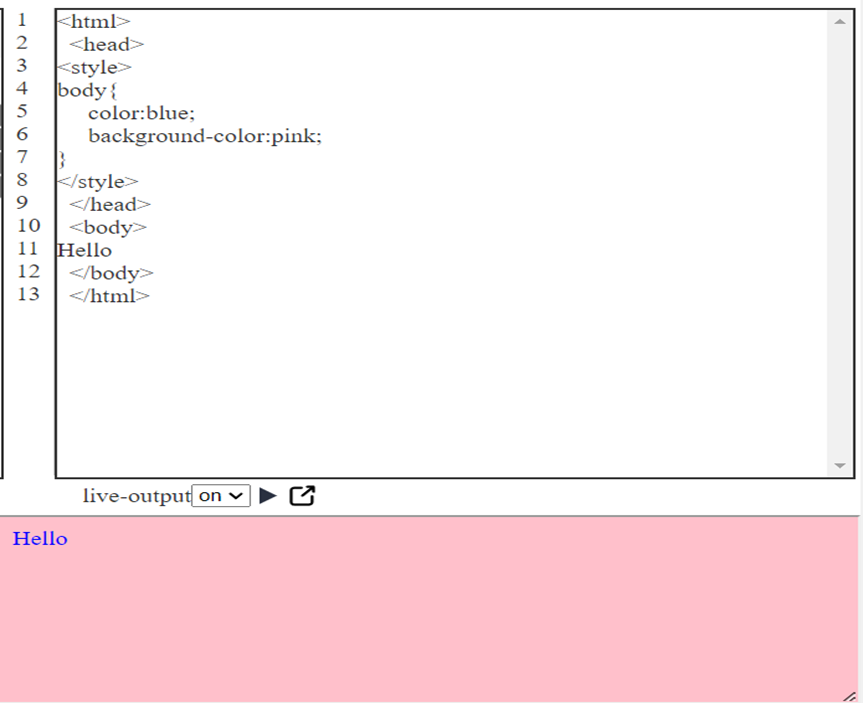 1 <html>
2 <head>
3 <style>
4 body{
5 color:blue;
6 background-color:pink;
7 }
8 </style>
9 </head>
10 <body>
11 Hello
12 </body>
13 </html>
live-output on
Hello